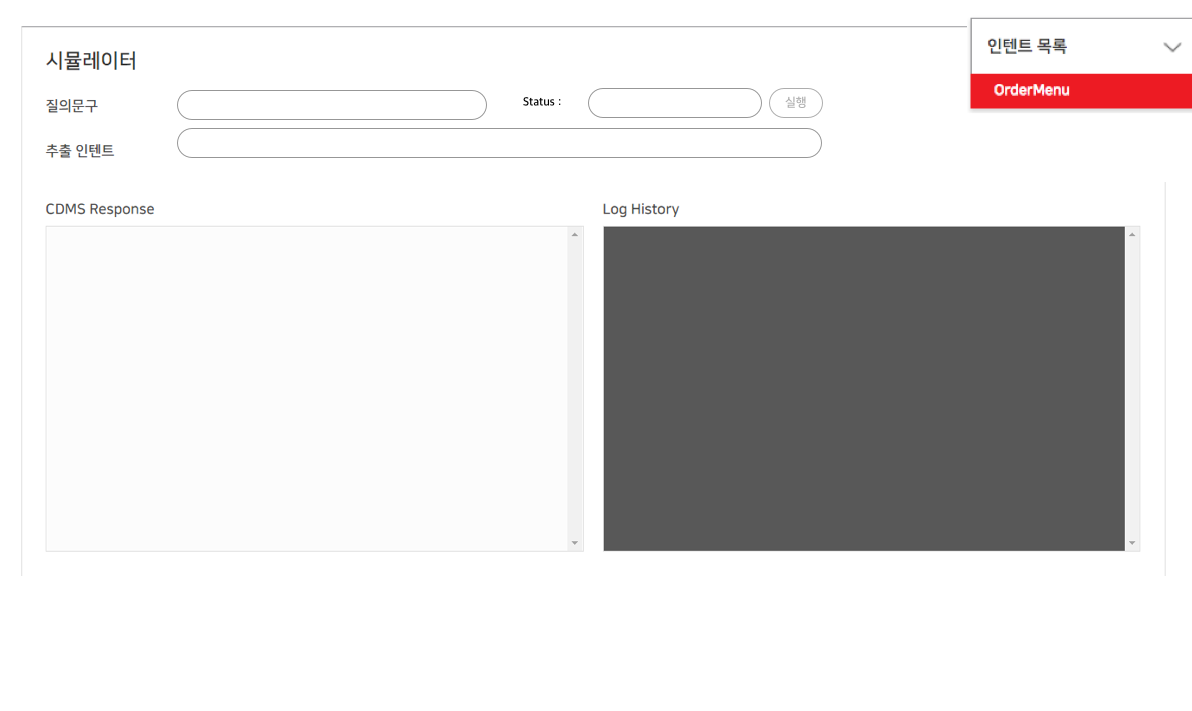 시뮬레이터
인텐트 목록
OrderMenu
질의문구
Status :
실행
추출 인텐트
CDMS Response
Log History